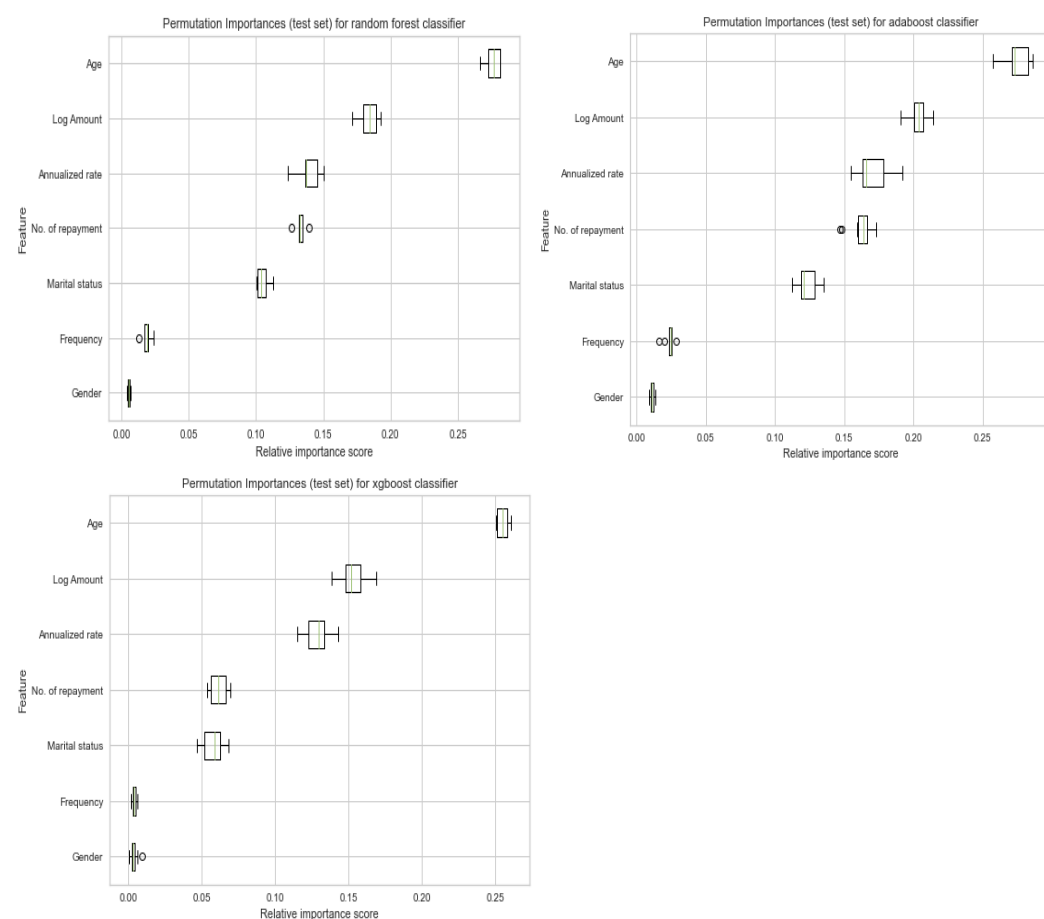 Permutation Importances (test set) for random forest classifier
Age
Log Amount
Annualized rate
No. of repayment
Marital status
Frequency
Gender
Feature
0.00 0.05 0.10 0.15 0.20 0.25
Relative importance score
Permutation Importances (test set) for adaboost classifier
Age
Log Amount
Annualized rate
No. of repayment
Marital status
Frequency
Gender
Feature
0.00 0.05 0.10 0.15 0.20 0.25
Relative importance score
Permutation Importances (test set) for xgboost classifier
Age
Log Amount
Annualized rate
No. of repayment
Marital status
Frequency
Gender
Feature
0.00 0.05 0.10 0.15 0.20 0.25
Relative importance score